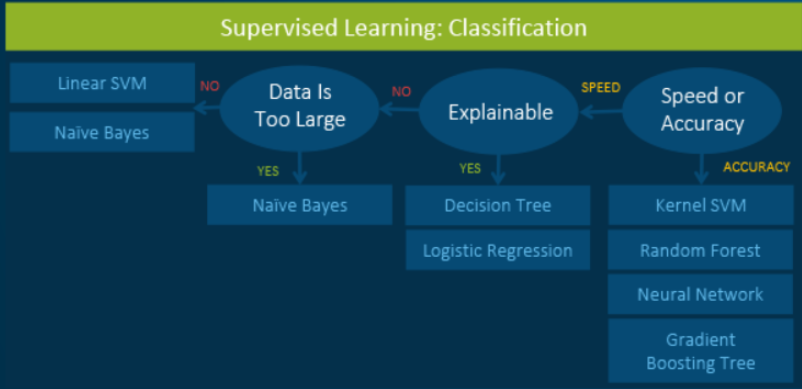 Supervised Learning: Classification
Linear SVM
NO
Data Is
Too Large
NO
Explainable
SPEED
Speed or
Accuracy
Naïve Bayes
YES
YES
ACCURACY
Naïve Bayes
Decision Tree
Kernel SVM
Logistic Regression
Random Forest
Neural Network
Gradient
Boosting Tree